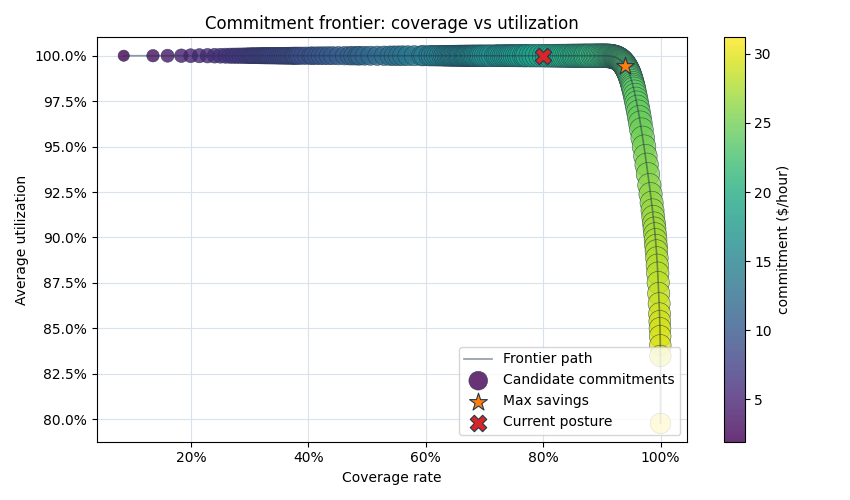 Commitment frontier: coverage vs utilization
100.0%
97.5%
95.0%
92.5%
90.0%
87.5%
85.0%
82.5%
80.0%
Average utilization
20%
40%
60%
80%
100%
Coverage rate
Frontier path
Candidate commitments
Max savings
Current posture
30
25
20
15
10
5
commitment ($/hour)